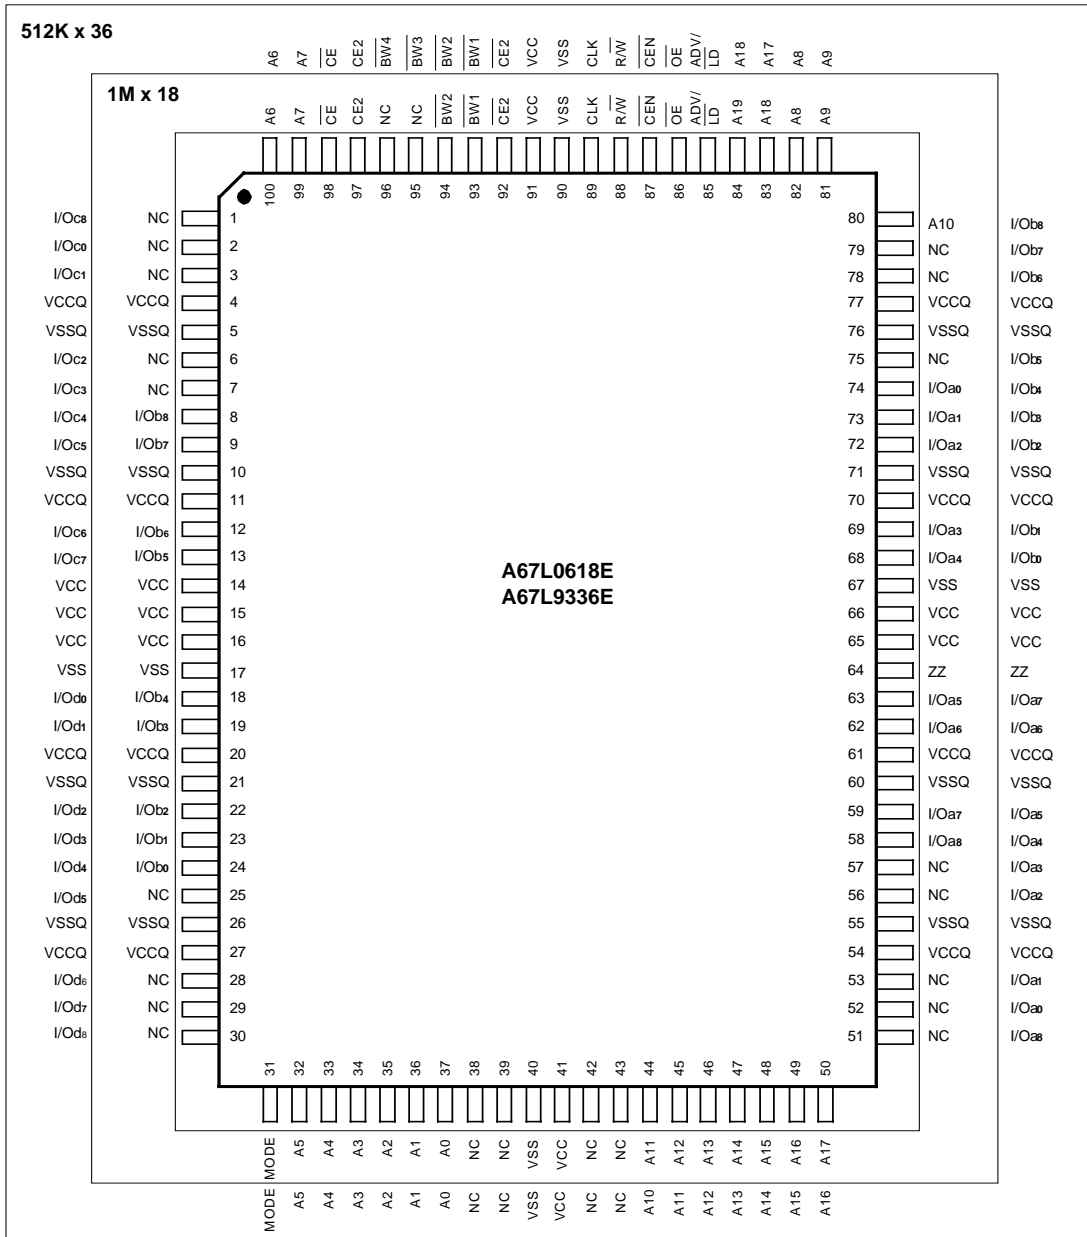 512K x 36
A6 A7 CE CE2 BW4 BW3 BW2 BW1 CE2 VCC VSS CLK R/W CEN OE ADV/LD A18 A17 A8 A9
1M x 18
A6 A7 CE CE2 NC NC BW2 BW1 CE2 VCC VSS CLK R/W CEN OE ADV/LD A19 A18 A8 A9
100 99 98 97 96 95 94 93 92 91 90 89 88 87 86 85 84 83 82 81
I/Oc8 NC 1 80 A10 I/Ob8
I/Oc0 NC 2 79 NC I/Ob7
I/Oc1 NC 3 78 NC I/Ob6
VCCQ VCCQ 4 77 VCCQ VCCQ
VSSQ VSSQ 5 76 VSSQ VSSQ
I/Oc2 NC 6 75 NC I/Ob5
I/Oc3 NC 7 74 I/Oa0 I/Ob4
I/Oc4 I/Ob8 8 73 I/Oa1 I/Ob3
I/Oc5 I/Ob7 9 72 I/Oa2 I/Ob2
VSSQ VSSQ 10 71 VSSQ VSSQ
VCCQ VCCQ 11 70 VCCQ VCCQ
I/Oc6 I/Ob6 12 69 I/Oa3 I/Ob1
I/Oc7 I/Ob5 13 68 I/Oa4 I/Ob0
A67L0618E
VCC VCC 14 67 VSS VSS
A67L9336E
VCC VCC 15 66 VCC VCC
VCC VCC 16 65 VCC VCC
VSS VSS 17 64 ZZ ZZ
I/Od0 I/Ob4 18 63 I/Oa5 I/Oa7
I/Od1 I/Ob3 19 62 I/Oa6 I/Oa6
VCCQ VCCQ 20 61 VCCQ VCCQ
VSSQ VSSQ 21 60 VSSQ VSSQ
I/Od2 I/Ob2 22 59 I/Oa7 I/Oa5
I/Od3 I/Ob1 23 58 I/Oa8 I/Oa4
I/Od4 I/Ob0 24 57 NC I/Oa3
I/Od5 NC 25 56 NC I/Oa2
VSSQ VSSQ 26 55 VSSQ VSSQ
VCCQ VCCQ 27 54 VCCQ VCCQ
I/Od6 NC 28 53 NC I/Oa1
I/Od7 NC 29 52 NC I/Oa0
I/Od8 NC 30 51 NC I/Oa8
31 32 33 34 35 36 37 38 39 40 41 42 43 44 45 46 47 48 49 50
MODE A5 A4 A3 A2 A1 A0 NC NC VSS VCC NC NC A11 A12 A13 A14 A15 A16 A17
MODE A5 A4 A3 A2 A1 A0 NC NC VSS VCC NC NC A10 A11 A12 A13 A14 A15 A16